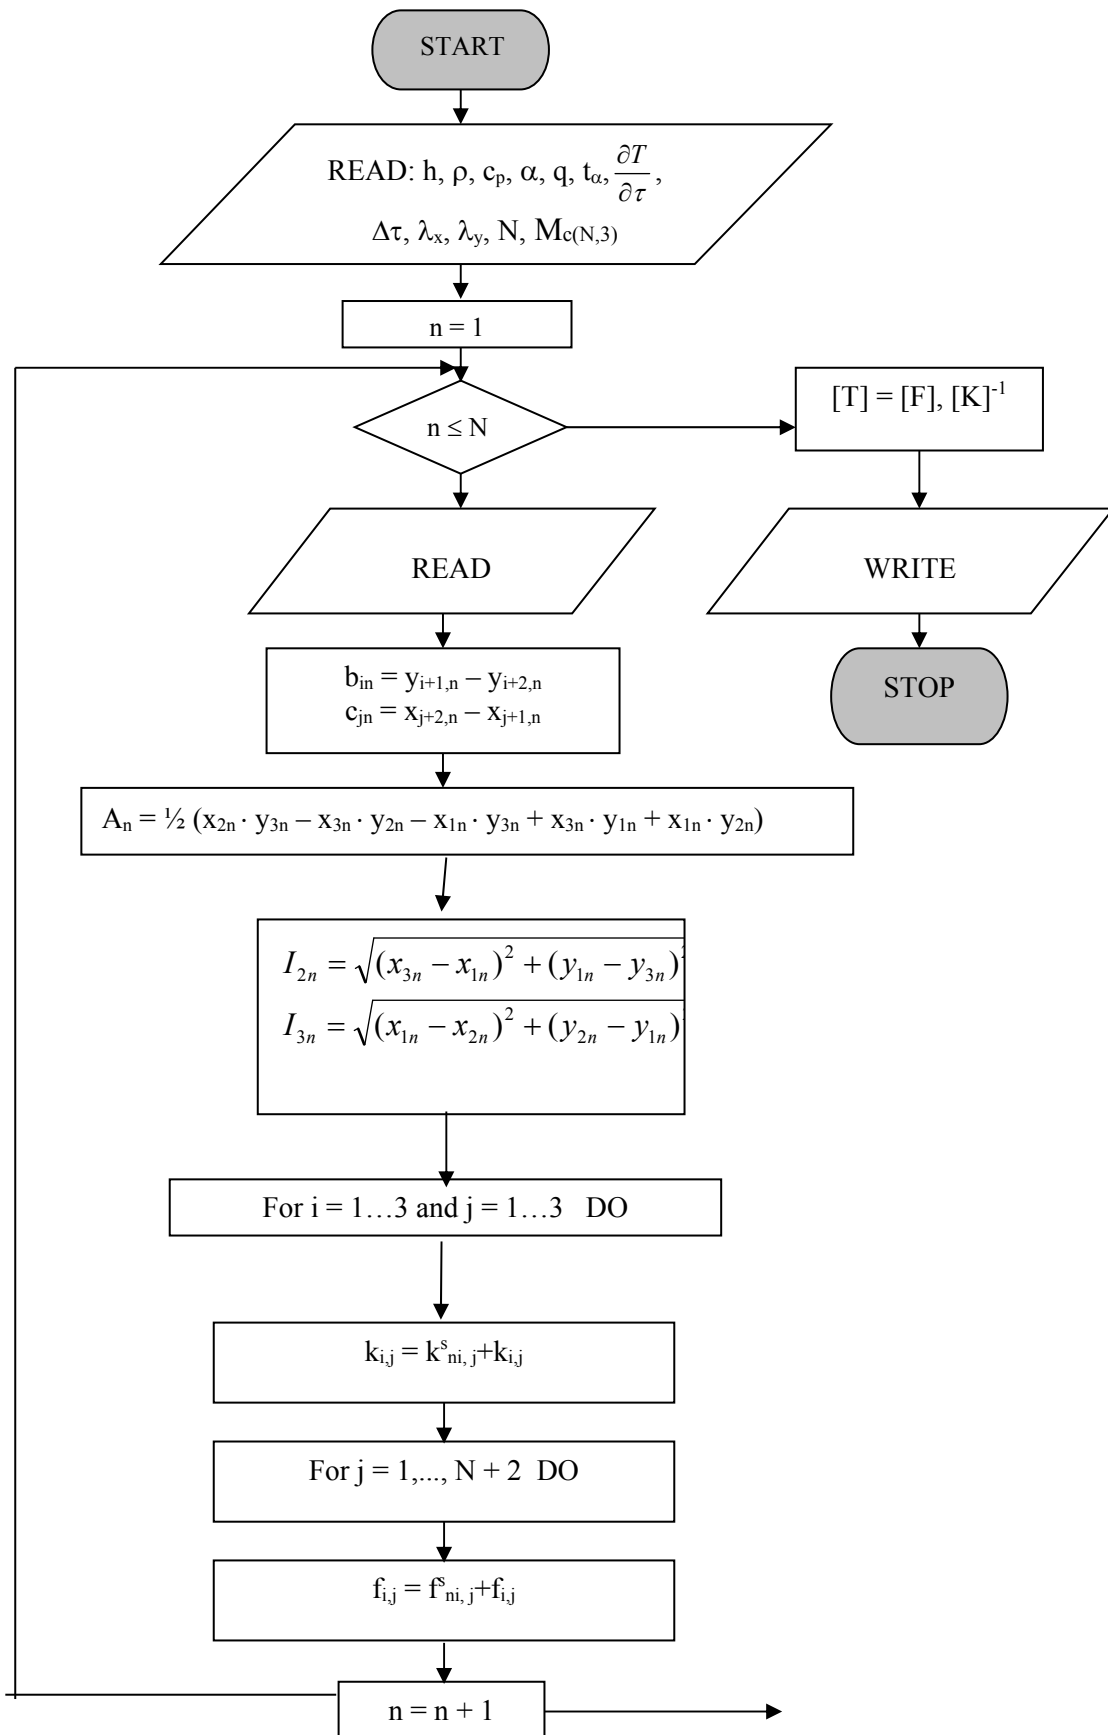 START
READ: h, ρ, c_p, α, q, t_α, ∂T/∂τ,
Δτ, λ_x, λ_y, N, M_c(N,3)
n = 1
n ≤ N
[T] = [F], [K]^-1
READ
WRITE
b_in = y_i+1,n – y_i+2,n
c_jn = x_j+2,n – x_j+1,n
STOP
A_n = ½ (x_2n · y_3n – x_3n · y_2n – x_1n · y_3n + x_3n · y_1n + x_1n · y_2n)
I_2n = √(x_3n − x_1n)^2 + (y_1n − y_3n)^2
I_3n = √(x_1n − x_2n)^2 + (y_2n − y_1n)
For i = 1…3 and j = 1…3 DO
k_i,j = k^s_ni, j+k_i,j
For j = 1,..., N + 2 DO
f_i,j = f^s_ni, j+f_i,j
n = n + 1